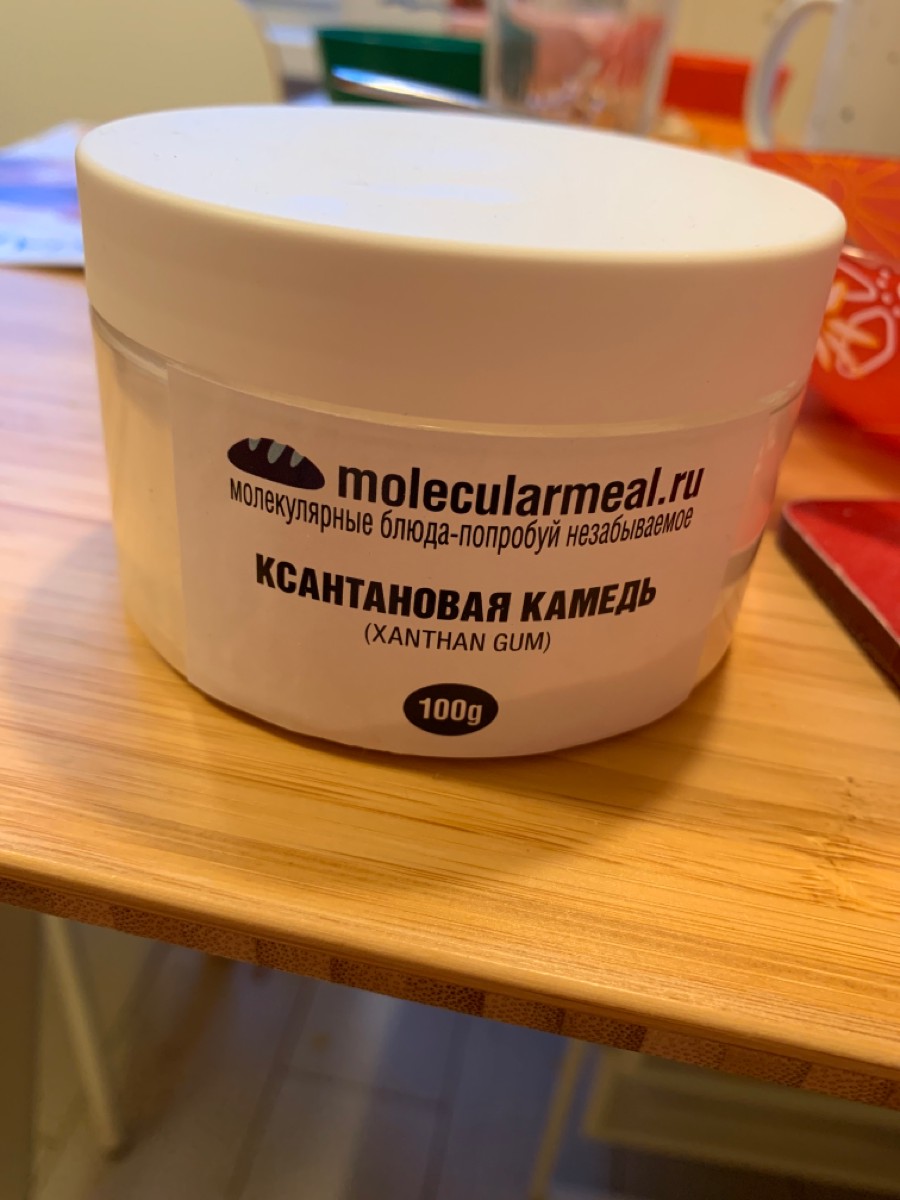 molecularmeal.ru
молекулярные блюда-попробуй незабываемое
КСАНТАНОВАЯ КАМЕДЬ
(XANTHAN GUM)
100g